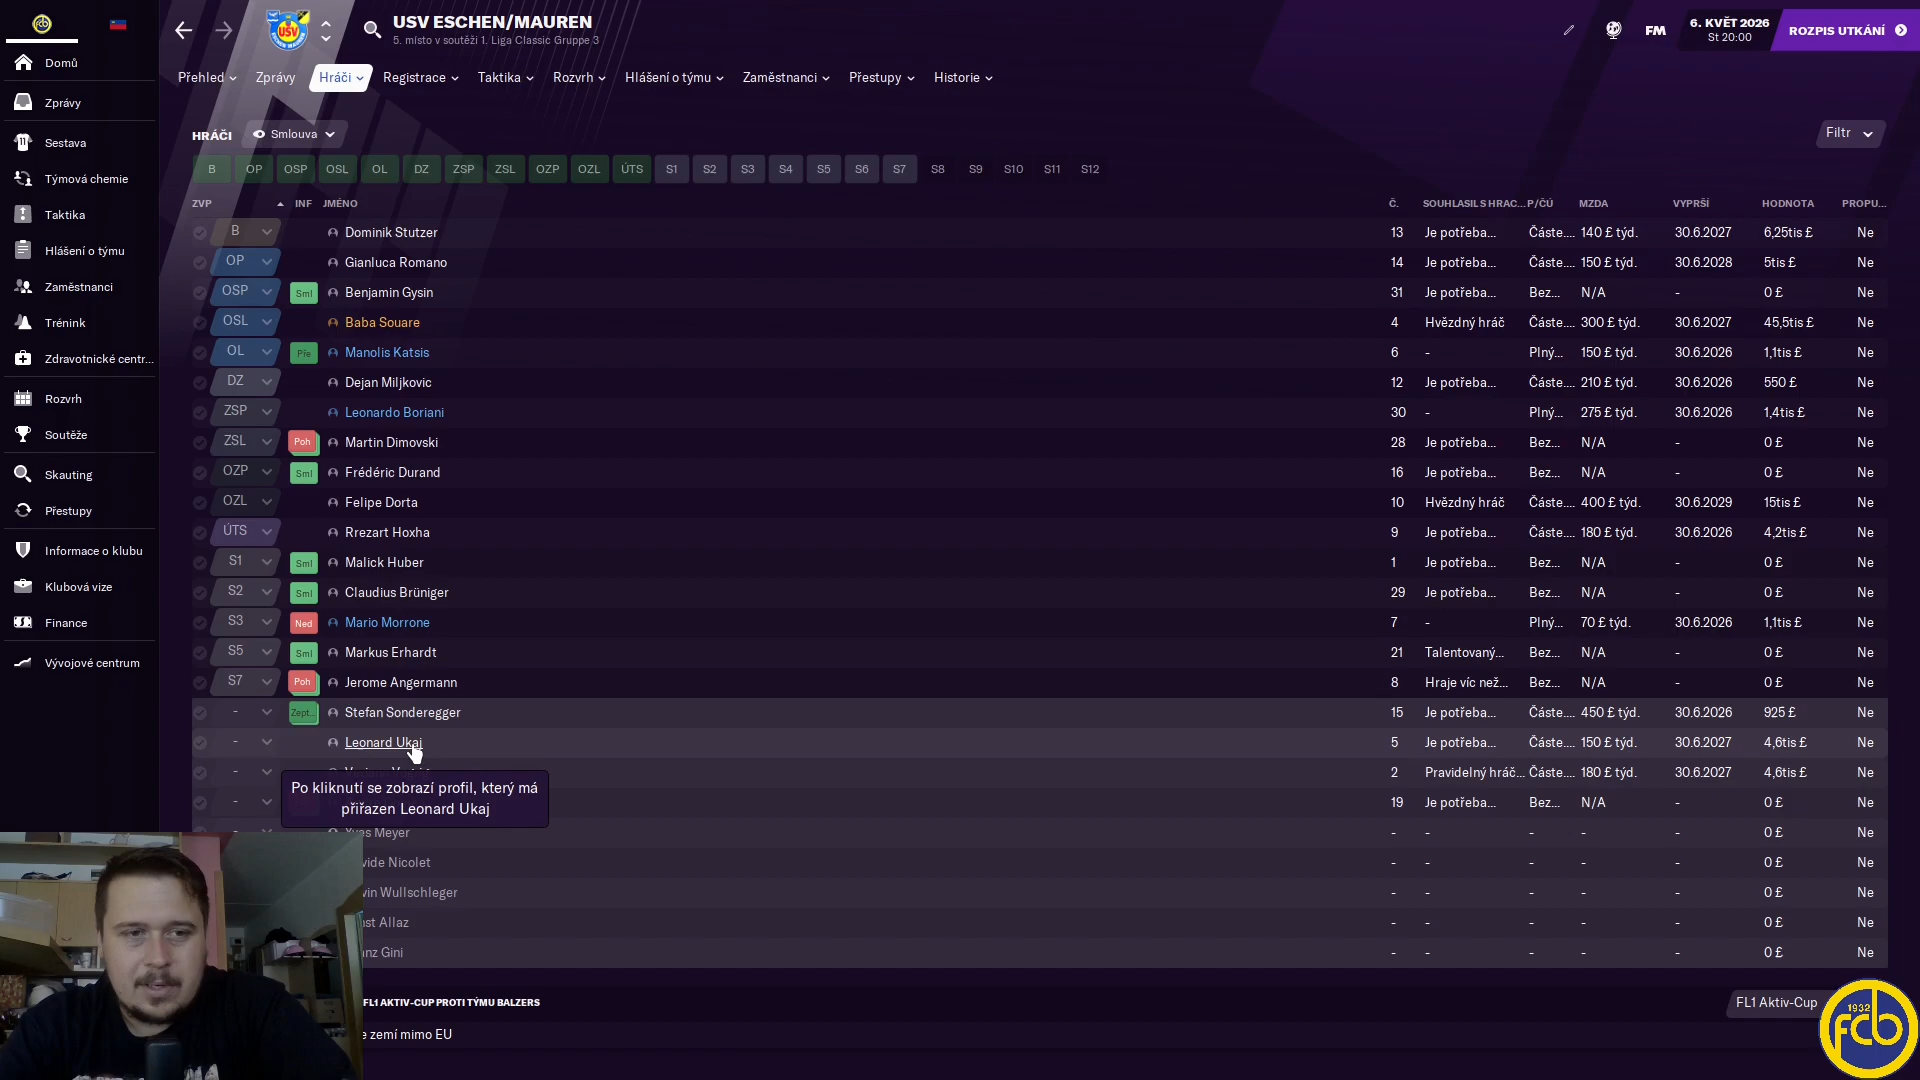 USV ESCHEN/MAUREN
5. místo v soutěži 1. Liga Classic Gruppe 3
FM
6. KVĚT 2026
St 20:00
ROZPIS UTKÁNÍ
Přehled
Zprávy
Hráči
Registrace
Taktika
Rozvrh
Hlášení o týmu
Zaměstnanci
Přestupy
Historie
Domů
Zprávy
Sestava
Týmová chemie
Taktika
Hlášení o týmu
Zaměstnanci
Trénink
Zdravotnické centr...
Rozvrh
Soutěže
Skauting
Přestupy
Informace o klubu
Klubová vize
Finance
Vývojové centrum
HRÁČI
Smlouva
Filtr
B OP OSP OSL OL DZ ZSP ZSL OZP OZL ÚTS S1 S2 S3 S4 S5 S6 S7 S8 S9 S10 S11 S12
ZVP INF JMÉNO Č. SOUHLASIL S HRAC... P/ČÚ MZDA VYPRŠÍ HODNOTA PROPU...
B Dominik Stutzer 13 Je potřeba... Částe.... 140 £ týd. 30.6.2027 6,25tis £ Ne
OP Gianluca Romano 14 Je potřeba... Částe.... 150 £ týd. 30.6.2028 5tis £ Ne
OSP Sml Benjamin Gysin 31 Je potřeba... Bez... N/A - 0 £ Ne
OSL Baba Souare 4 Hvězdný hráč Částe.... 300 £ týd. 30.6.2027 45,5tis £ Ne
OL Pře Manolis Katsis 6 - Plný... 150 £ týd. 30.6.2026 1,1tis £ Ne
DZ Dejan Miljkovic 12 Je potřeba... Částe.... 210 £ týd. 30.6.2026 550 £ Ne
ZSP Leonardo Boriani 30 - Plný... 275 £ týd. 30.6.2026 1,4tis £ Ne
ZSL Poh Martin Dimovski 28 Je potřeba... Bez... N/A - 0 £ Ne
OZP Sml Frédéric Durand 16 Je potřeba... Bez... N/A - 0 £ Ne
OZL Felipe Dorta 10 Hvězdný hráč Částe.... 400 £ týd. 30.6.2029 15tis £ Ne
ÚTS Rrezart Hoxha 9 Je potřeba... Částe.... 180 £ týd. 30.6.2026 4,2tis £ Ne
S1 Sml Malick Huber 1 Je potřeba... Bez... N/A - 0 £ Ne
S2 Sml Claudius Brüniger 29 Je potřeba... Bez... N/A - 0 £ Ne
S3 Ned Mario Morrone 7 - Plný... 70 £ týd. 30.6.2026 1,1tis £ Ne
S5 Sml Markus Erhardt 21 Talentovaný... Bez... N/A - 0 £ Ne
S7 Poh Jerome Angermann 8 Hraje víc než... Bez... N/A - 0 £ Ne
- Zept... Stefan Sonderegger 15 Je potřeba... Částe.... 450 £ týd. 30.6.2026 925 £ Ne
- Leonard Ukaj 5 Je potřeba... Částe.... 150 £ týd. 30.6.2027 4,6tis £ Ne
- 2 Pravidelný hráč... Částe.... 180 £ týd. 30.6.2027 4,6tis £ Ne
Po kliknutí se zobrazí profil, který má
přiřazen Leonard Ukaj
- 19 Je potřeba... Bez... N/A - 0 £ Ne
Yves Meyer - - - - - 0 £ Ne
vide Nicolet - - - - - 0 £ Ne
vin Wullschleger - - - - - 0 £ Ne
st Allaz - - - - - 0 £ Ne
nz Gini - - - - - 0 £ Ne
FL1 AKTIV-CUP PROTI TÝMU BALZERS
FL1 Aktiv-Cup
e zemí mimo EU
1932
fcb